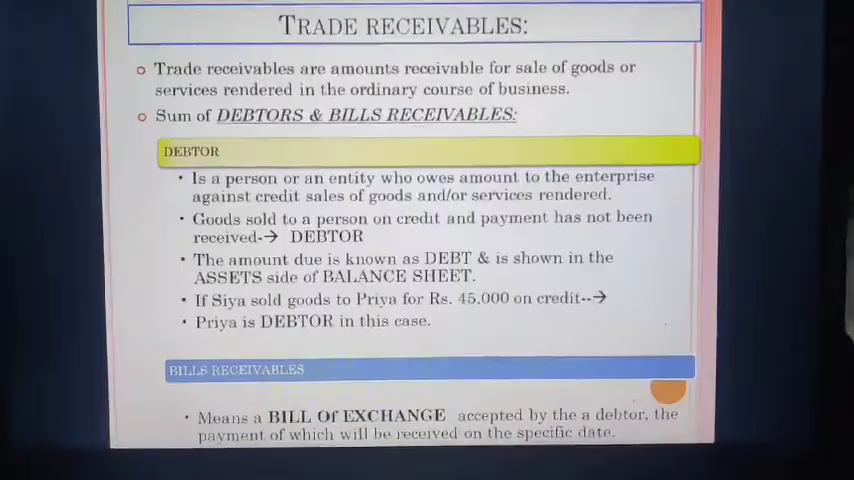 TRADE RECEIVABLES:
Trade receivables are amounts receivable for sale of goods or
services rendered in the ordinary course of business.
Sum of DEBTORS & BILLS RECEIVABLES:
DEBTOR
Is a person or an entity who owes amount to the enterprise
against credit sales of goods and/or services rendered.
Goods sold to a person on credit and payment has not been
received-→ DEBTOR
The amount due is known as DEBT & is shown in the
ASSETS side of BALANCE SHEET.
If Siya sold goods to Priya for Rs. 45,000 on credit--→
Priya is DEBTOR in this case.
BILLS RECEIVABLES
Means a BILL Of EXCHANGE accepted by the a debtor, the
payment of which will be received on the specific date.